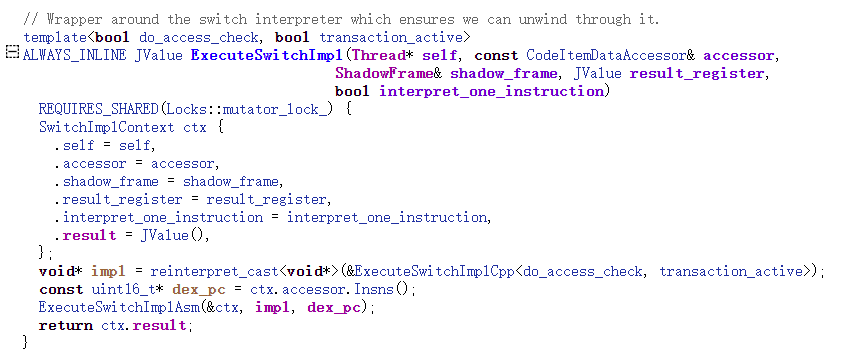 // Wrapper around the switch interpreter which ensures we can unwind through it.
template<bool do_access_check, bool transaction_active>
ALWAYS_INLINE JValue ExecuteSwitchImpl(Thread* self, const CodeItemDataAccessor& accessor,
                                       ShadowFrame& shadow_frame, JValue result_register,
                                       bool interpret_one_instruction)
  REQUIRES_SHARED(Locks::mutator_lock_) {
  SwitchImplContext ctx {
    .self = self,
    .accessor = accessor,
    .shadow_frame = shadow_frame,
    .result_register = result_register,
    .interpret_one_instruction = interpret_one_instruction,
    .result = JValue(),
  };
  void* impl = reinterpret_cast<void*>(&ExecuteSwitchImplCpp<do_access_check, transaction_active>);
  const uint16_t* dex_pc = ctx.accessor.Insns();
  ExecuteSwitchImplAsm(&ctx, impl, dex_pc);
  return ctx.result;
}